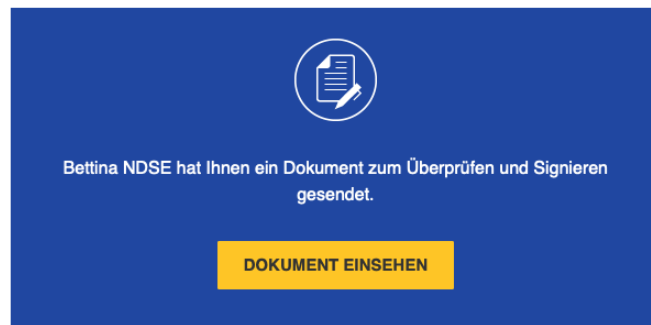 Bettina NDSE hat Ihnen ein Dokument zum Überprüfen und Signieren
gesendet.
DOKUMENT EINSEHEN